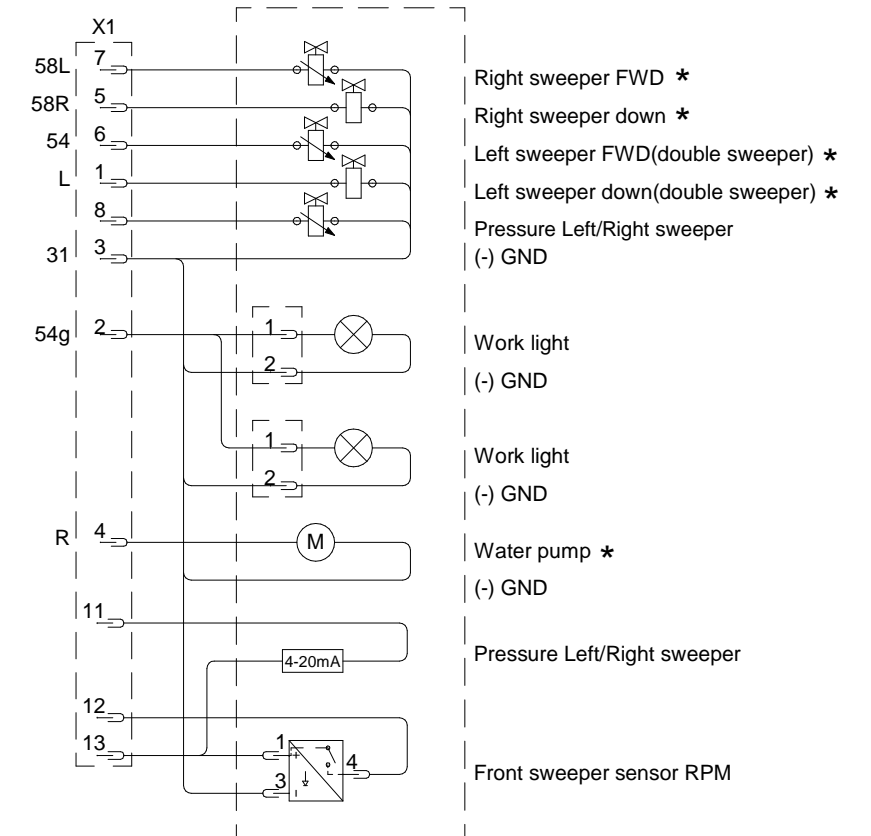 X1
58L 7 Right sweeper FWD *
58R 5 Right sweeper down *
54 6 Left sweeper FWD(double sweeper) *
L 1 Left sweeper down(double sweeper) *
8 Pressure Left/Right sweeper
31 3 (-) GND
54g 2 1 Work light
2 (-) GND
1 Work light
2 (-) GND
R 4 M Water pump *
(-) GND
11
4-20mA Pressure Left/Right sweeper
12
13 1 + 4 Front sweeper sensor RPM
3